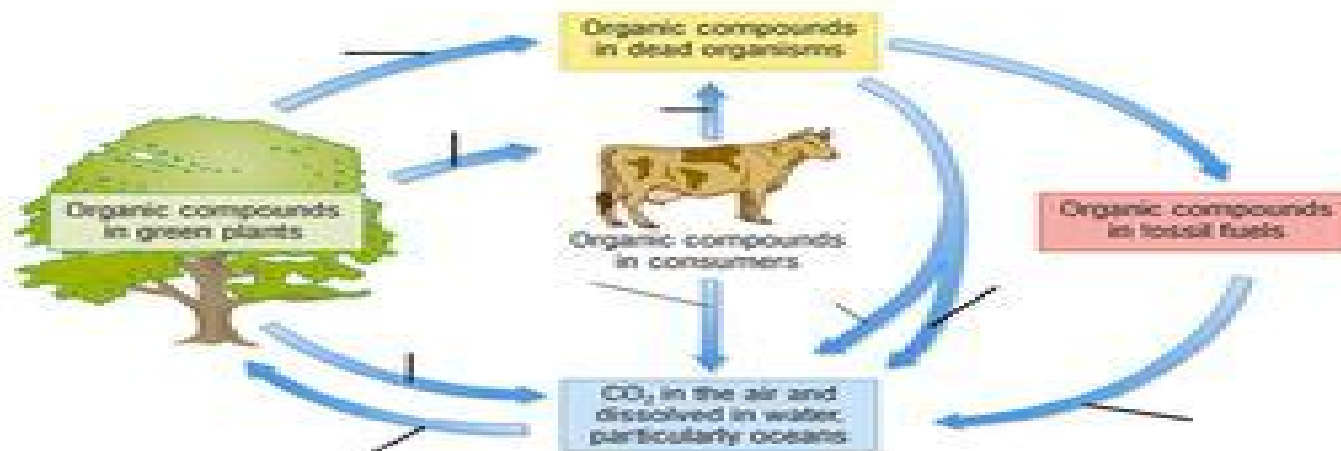 Organic compounds
in dead organisms
Organic compounds
in green plants
Organic compounds
in consumers
Organic compounds
in fossil fuels
CO₂ in the air and
dissolved in water,
particularly oceans